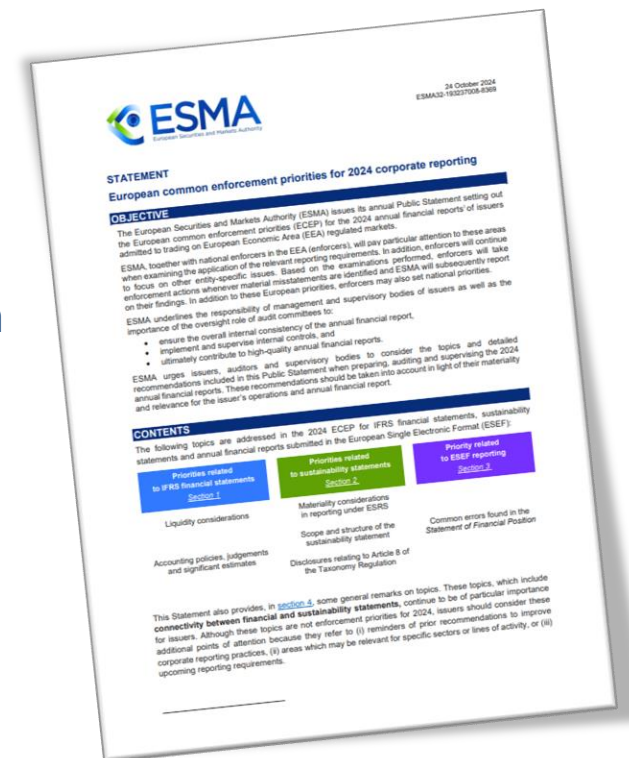 24 October 2024
ESMA32-193237008-8369
ESMA
European Securities and Markets Authority
STATEMENT
European common enforcement priorities for 2024 corporate reporting
OBJECTIVE
The European Securities and Markets Authority (ESMA) issues its annual Public Statement setting out
the European common enforcement priorities (ECEP) for the 2024 annual financial reports¹ of issuers
admitted to trading on European Economic Area (EEA) regulated markets.
ESMA, together with national enforcers in the EEA (enforcers), will pay particular attention to these areas
when examining the application of the relevant reporting requirements. In addition, enforcers will continue
to focus on other entity-specific issues. Based on the examinations performed, enforcers will take
enforcement actions whenever material misstatements are identified and ESMA will subsequently report
on their findings. In addition to these European priorities, enforcers may also set national priorities.
ESMA underlines the responsibility of management and supervisory bodies of issuers as well as the
importance of the oversight role of audit committees to:
• ensure the overall internal consistency of the annual financial report,
• implement and supervise internal controls, and
• ultimately contribute to high-quality annual financial reports.
ESMA urges issuers, auditors and supervisory bodies to consider the topics and detailed
recommendations included in this Public Statement when preparing, auditing and supervising the 2024
annual financial reports. These recommendations should be taken into account in light of their materiality
and relevance for the issuer's operations and annual financial report.
CONTENTS
The following topics are addressed in the 2024 ECEP for IFRS financial statements, sustainability
statements and annual financial reports submitted in the European Single Electronic Format (ESEF):
Priorities related
to IFRS financial statements
Section 1
Priorities related
to sustainability statements
Section 2
Priority related
to ESEF reporting
Section 3
Liquidity considerations
Accounting policies, judgements
and significant estimates
Materiality considerations
in reporting under ESRS
Scope and structure of the
sustainability statement
Disclosures relating to Article 8 of
the Taxonomy Regulation
Common errors found in the
Statement of Financial Position
This Statement also provides, in section 4, some general remarks on topics. These topics, which include
connectivity between financial and sustainability statements, continue to be of particular importance
for issuers. Although these topics are not enforcement priorities for 2024, issuers should consider these
additional points of attention because they refer to (i) reminders of prior recommendations to improve
corporate reporting practices, (ii) areas which may be relevant for specific sectors or lines of activity, or (iii)
upcoming reporting requirements.